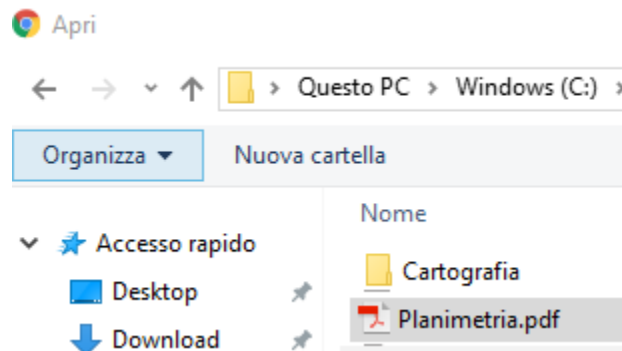 Apri
Questo PC > Windows (C:) >
Organizza Nuova cartella
Nome
Accesso rapido
Cartografia
Desktop
Planimetria.pdf
Download